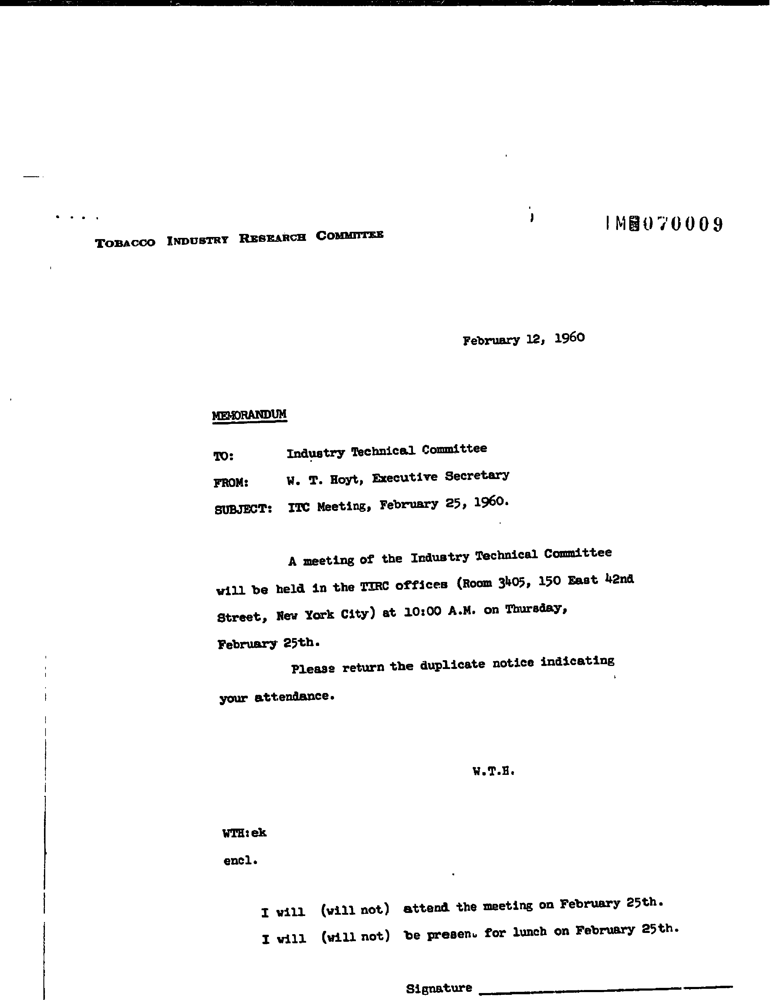 TOBACCO INDUSTRY RESEARCH COMMITTEE
070009
February 12, 1960
MEMORANDUM
TO: Industry Technical Committee
FROM: W. T. Hoyt, Executive Secretary
SUBJECT: ITC Meeting, February 25, 1960.
A meeting of the Industry Technical Committee
will be held in the TIRC offices (Room 3405, 150 East 42nd
Street, New York City) at 10:00 A.M. on Thursday,
February 25th.
Please return the duplicate notice indicating
your attendance.
W.T.H.
WTH:ek
encl.
I will (will not) attend the meeting on February 25th.
I will (will not) be present for lunch on February 25th.
Signature